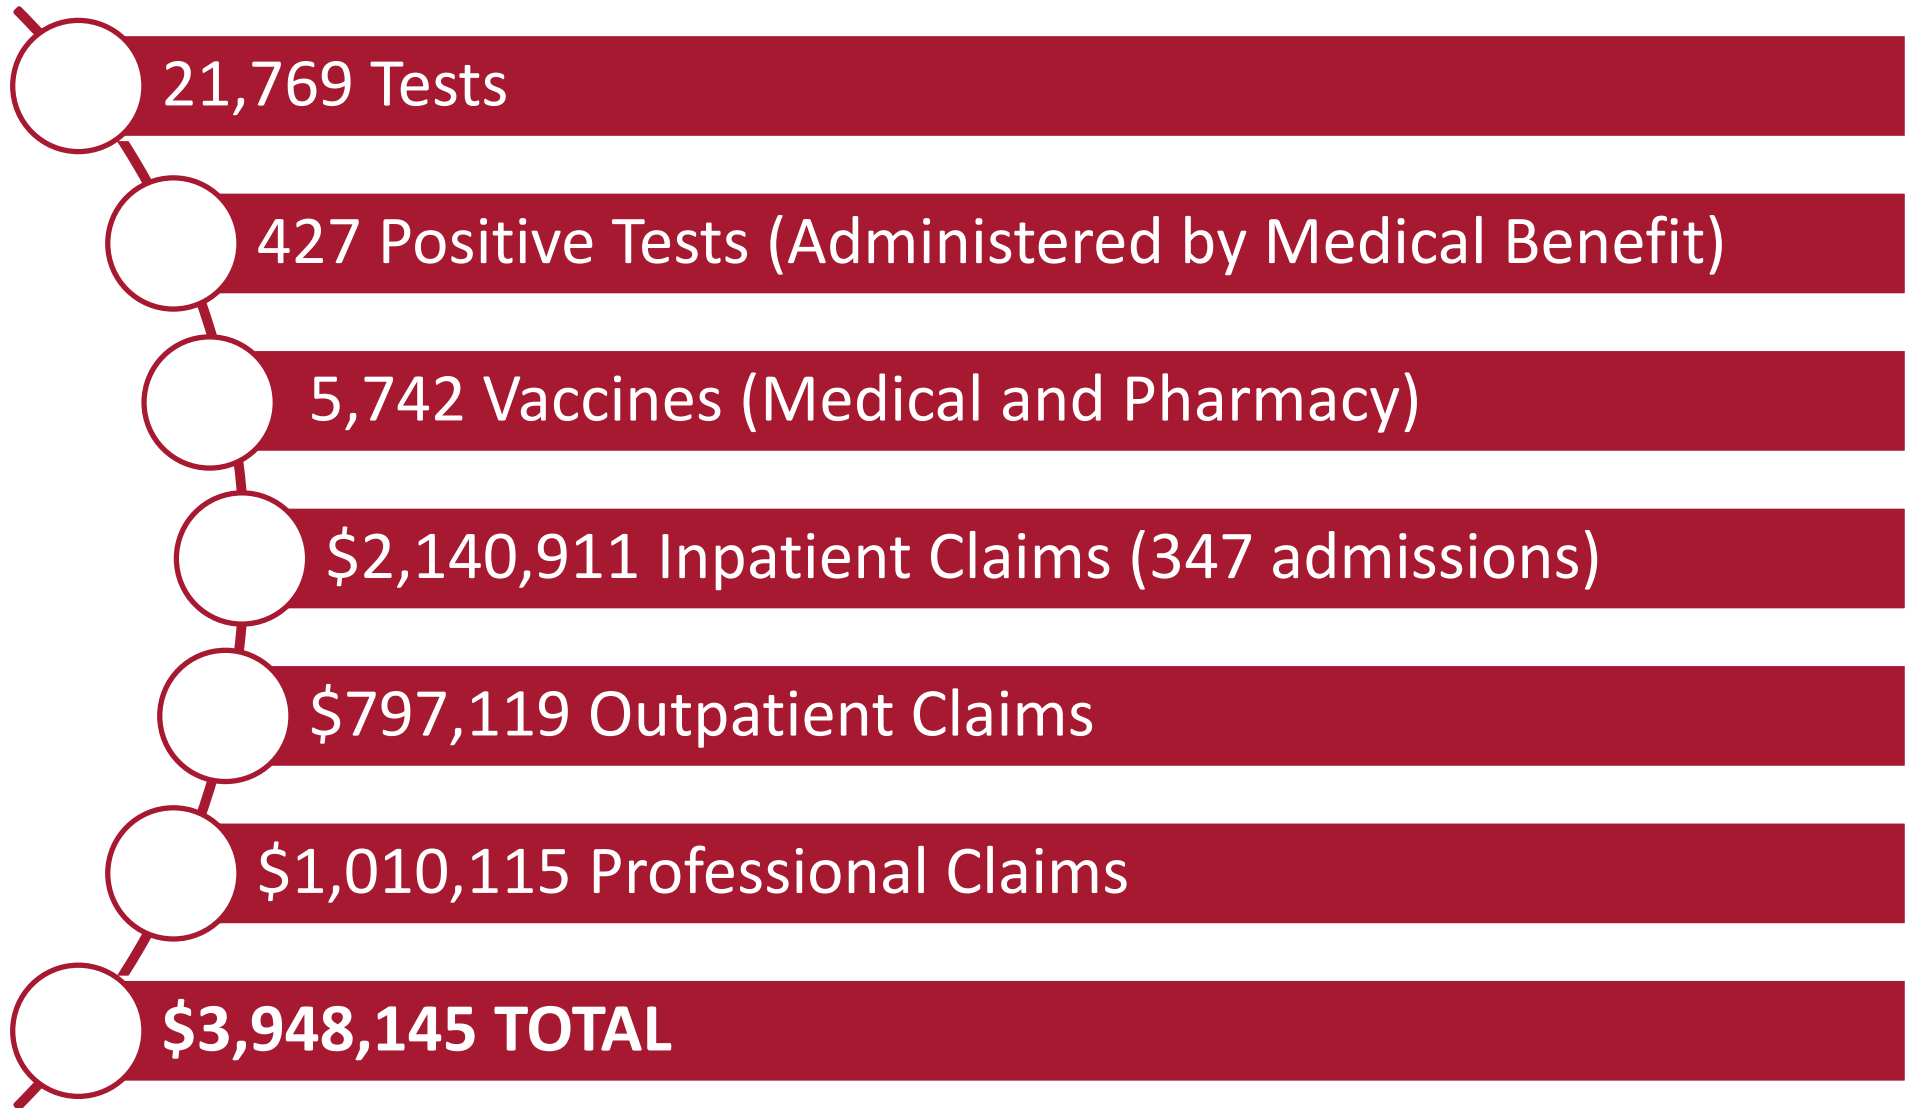 21,769 Tests
427 Positive Tests (Administered by Medical Benefit)
5,742 Vaccines (Medical and Pharmacy)
$2,140,911 Inpatient Claims (347 admissions)
$797,119 Outpatient Claims
$1,010,115 Professional Claims
$3,948,145 TOTAL